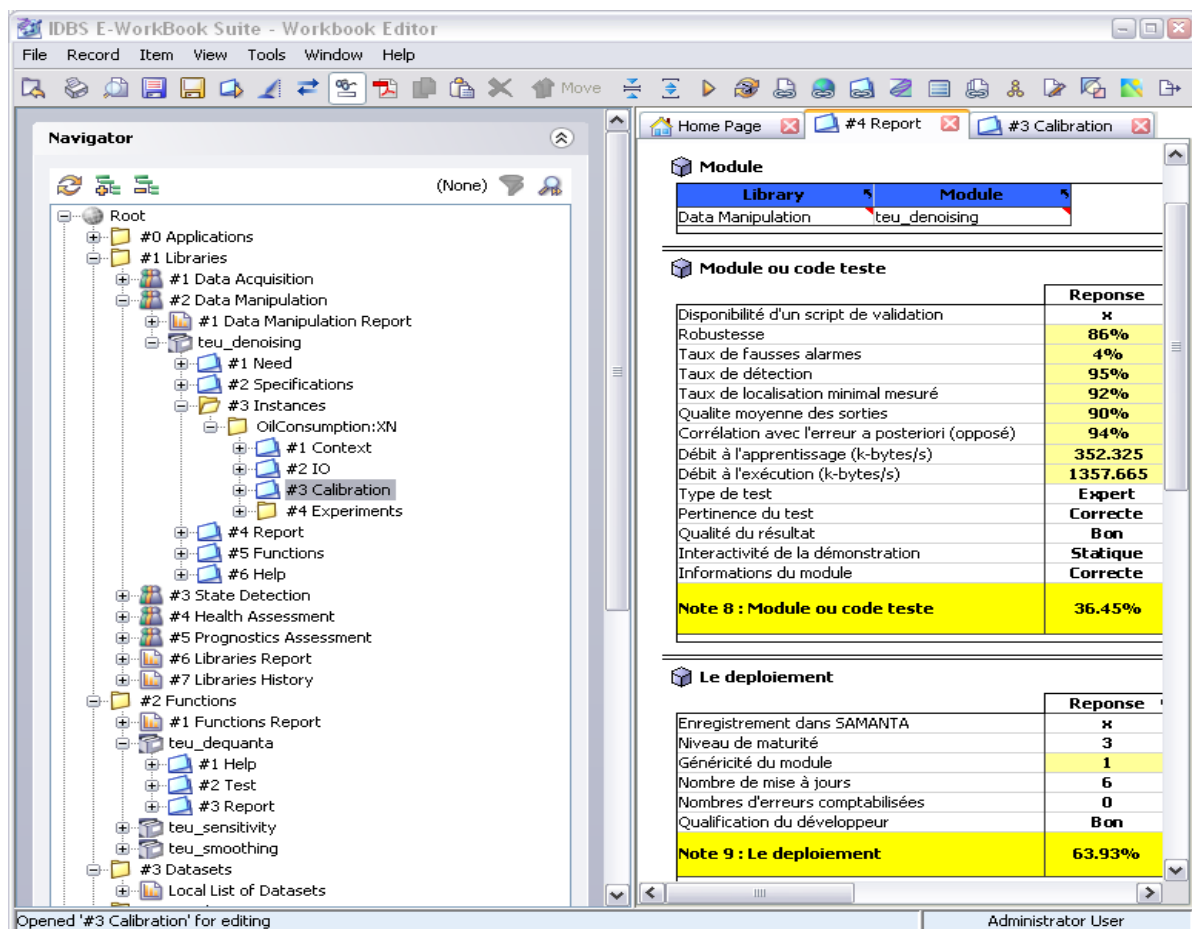 IDBS E-WorkBook Suite - Workbook Editor
File Record Item View Tools Window Help
Move
Navigator
(None)
Root
#0 Applications
#1 Libraries
#1 Data Acquisition
#2 Data Manipulation
#1 Data Manipulation Report
teu_denoising
#1 Need
#2 Specifications
#3 Instances
OilConsumption:XN
#1 Context
#2 IO
#3 Calibration
#4 Experiments
#4 Report
#5 Functions
#6 Help
#3 State Detection
#4 Health Assessment
#5 Prognostics Assessment
#6 Libraries Report
#7 Libraries History
#2 Functions
#1 Functions Report
teu_dequanta
#1 Help
#2 Test
#3 Report
teu_sensitivity
teu_smoothing
#3 Datasets
Local List of Datasets
Home Page #4 Report #3 Calibration
Module
Library Module
Data Manipulation teu_denoising
Module ou code teste
Reponse
Disponibilité d'un script de validation x
Robustesse 86%
Taux de fausses alarmes 4%
Taux de détection 95%
Taux de localisation minimal mesuré 92%
Qualite moyenne des sorties 90%
Corrélation avec l'erreur a posteriori (opposé) 94%
Débit à l'apprentissage (k-bytes/s) 352.325
Débit à l'exécution (k-bytes/s) 1357.665
Type de test Expert
Pertinence du test Correcte
Qualité du résultat Bon
Interactivité de la démonstration Statique
Informations du module Correcte
Note 8 : Module ou code teste 36.45%
Le deploiement
Reponse
Enregistrement dans SAMANTA x
Niveau de maturité 3
Généricité du module 1
Nombre de mise à jours 6
Nombres d'erreurs comptabilisées 0
Qualification du développeur Bon
Note 9 : Le deploiement 63.93%
Opened '#3 Calibration' for editing Administrator User